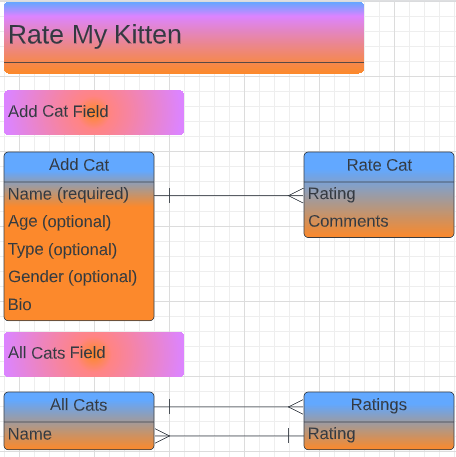 Rate My Kitten
Add Cat Field
Add Cat
Name (required)
Age (optional)
Type (optional)
Gender (optional)
Bio
Rate Cat
Rating
Comments
All Cats Field
All Cats
Name
Ratings
Rating